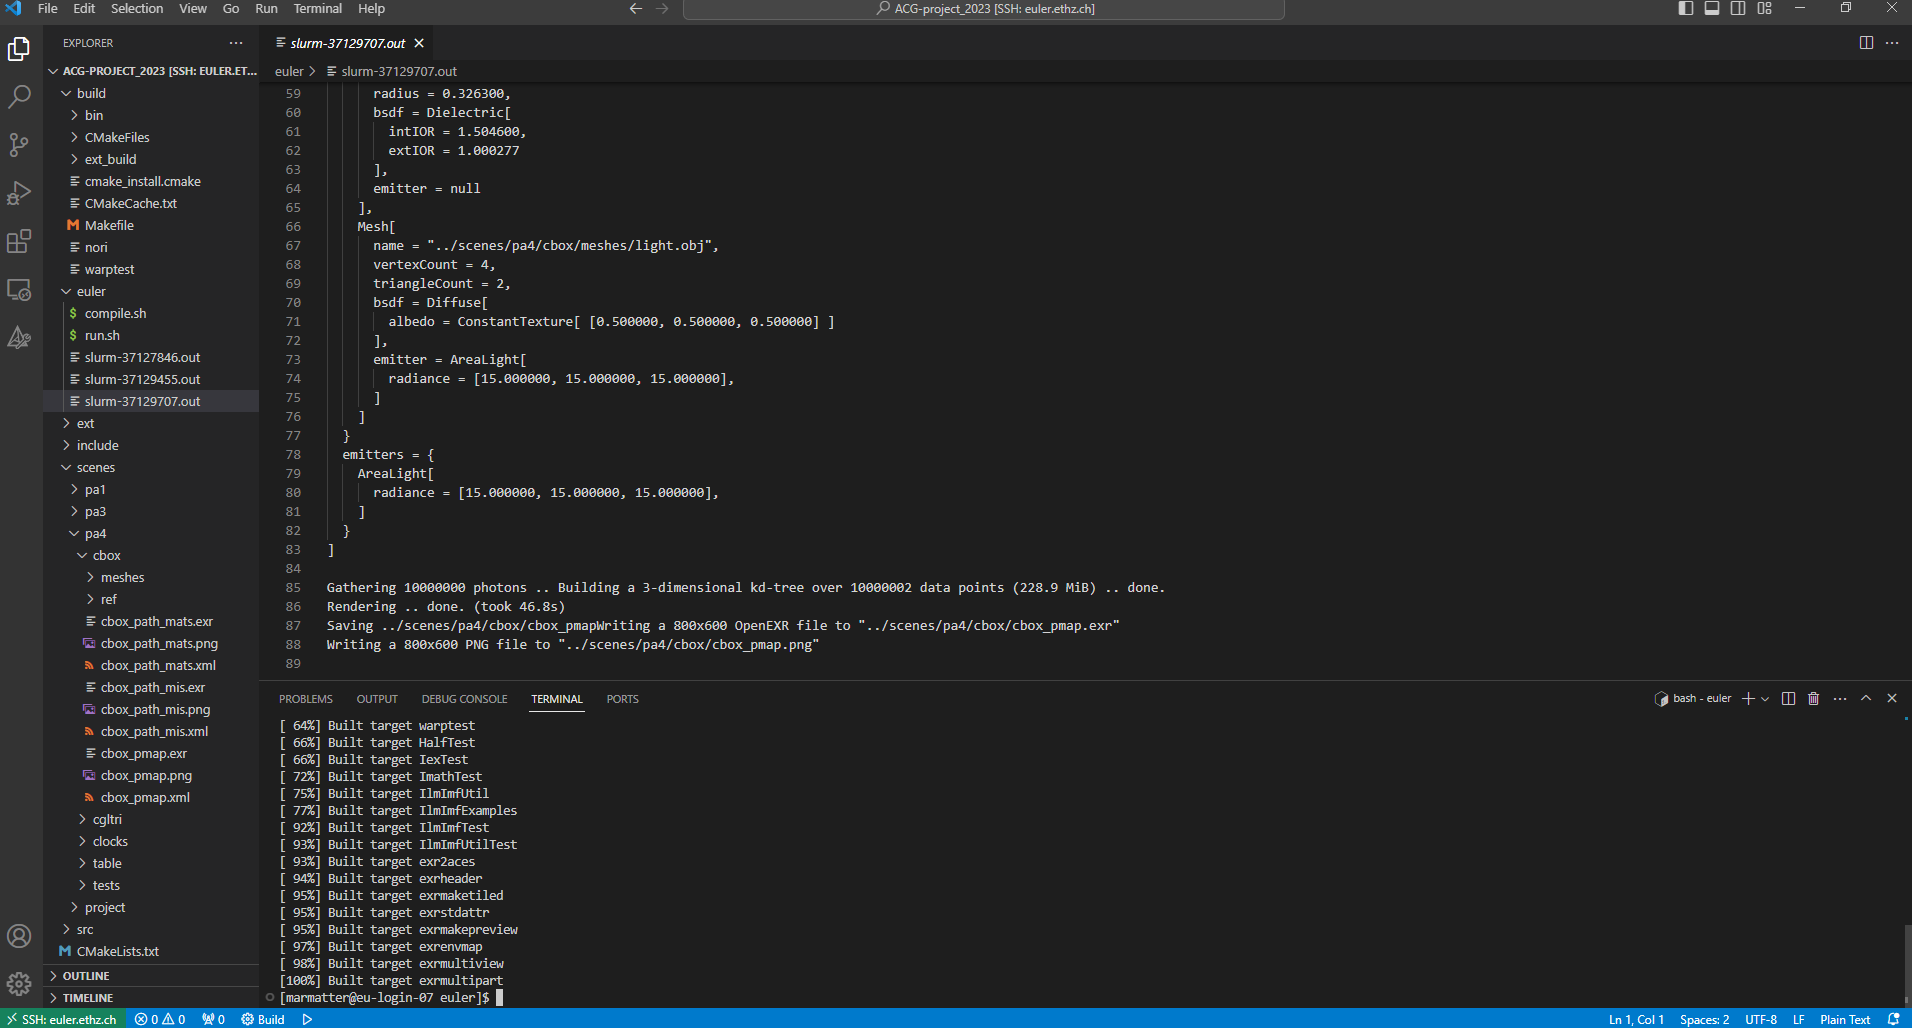 File Edit Selection View Go Run Terminal Help
ACG-project_2023 [SSH: euler.ethz.ch]
EXPLORER
ACG-PROJECT_2023 [SSH: EULER.ET...
build
bin
CMakeFiles
ext_build
cmake_install.cmake
CMakeCache.txt
Makefile
nori
warptest
euler
compile.sh
run.sh
slurm-37127846.out
slurm-37129455.out
slurm-37129707.out
ext
include
scenes
pa1
pa3
pa4
cbox
meshes
ref
cbox_path_mats.exr
cbox_path_mats.png
cbox_path_mats.xml
cbox_path_mis.exr
cbox_path_mis.png
cbox_path_mis.xml
cbox_pmap.exr
cbox_pmap.png
cbox_pmap.xml
cgltri
clocks
table
tests
project
src
CMakeLists.txt
OUTLINE
TIMELINE
slurm-37129707.out
euler > slurm-37129707.out
59 radius = 0.326300,
60 bsdf = Dielectric[
61 intIOR = 1.504600,
62 extIOR = 1.000277
63 ],
64 emitter = null
65 ],
66 Mesh[
67 name = "../scenes/pa4/cbox/meshes/light.obj",
68 vertexCount = 4,
69 triangleCount = 2,
70 bsdf = Diffuse[
71 albedo = ConstantTexture[ [0.500000, 0.500000, 0.500000] ]
72 ],
73 emitter = AreaLight[
74 radiance = [15.000000, 15.000000, 15.000000],
75 ]
76 ]
77 }
78 emitters = {
79 AreaLight[
80 radiance = [15.000000, 15.000000, 15.000000],
81 ]
82 }
83 ]
84
85 Gathering 10000000 photons .. Building a 3-dimensional kd-tree over 10000002 data points (228.9 MiB) .. done.
86 Rendering .. done. (took 46.8s)
87 Saving ../scenes/pa4/cbox/cbox_pmapWriting a 800x600 OpenEXR file to "../scenes/pa4/cbox/cbox_pmap.exr"
88 Writing a 800x600 PNG file to "../scenes/pa4/cbox/cbox_pmap.png"
89
PROBLEMS OUTPUT DEBUG CONSOLE TERMINAL PORTS
bash - euler
[ 64%] Built target warptest
[ 66%] Built target HalfTest
[ 66%] Built target IexTest
[ 72%] Built target ImathTest
[ 75%] Built target IlmImfUtil
[ 77%] Built target IlmImfExamples
[ 92%] Built target IlmImfTest
[ 93%] Built target IlmImfUtilTest
[ 93%] Built target exr2aces
[ 94%] Built target exrheader
[ 95%] Built target exrmaketiled
[ 95%] Built target exrstdattr
[ 95%] Built target exrmakepreview
[ 97%] Built target exrenvmap
[ 98%] Built target exrmultiview
[100%] Built target exrmultipart
[marmatter@eu-login-07 euler]$
SSH: euler.ethz.ch 0 0 0 Build Ln 1, Col 1 Spaces: 2 UTF-8 LF Plain Text